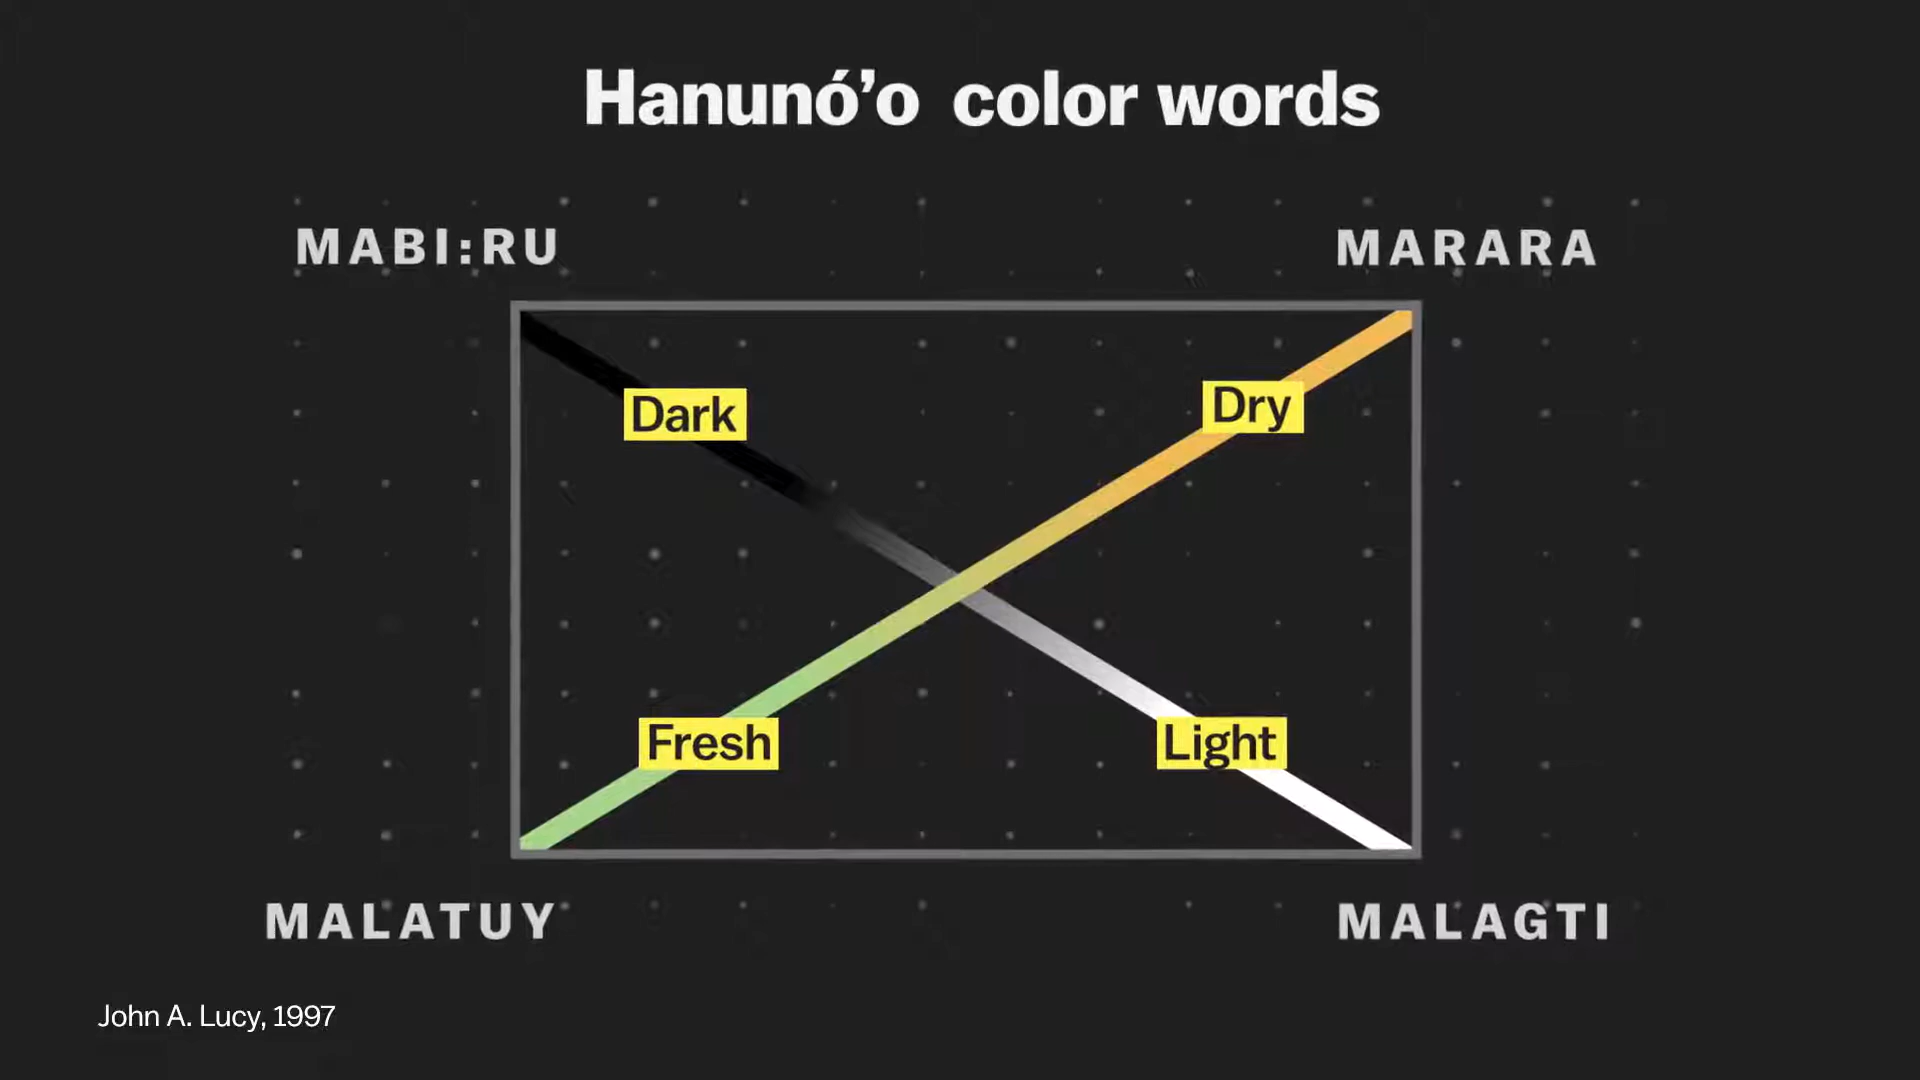 Hanunó’o color words
MABI:RU
MARARA
Dark
Dry
Fresh
Light
MALATUY
MALAGTI
John A. Lucy, 1997